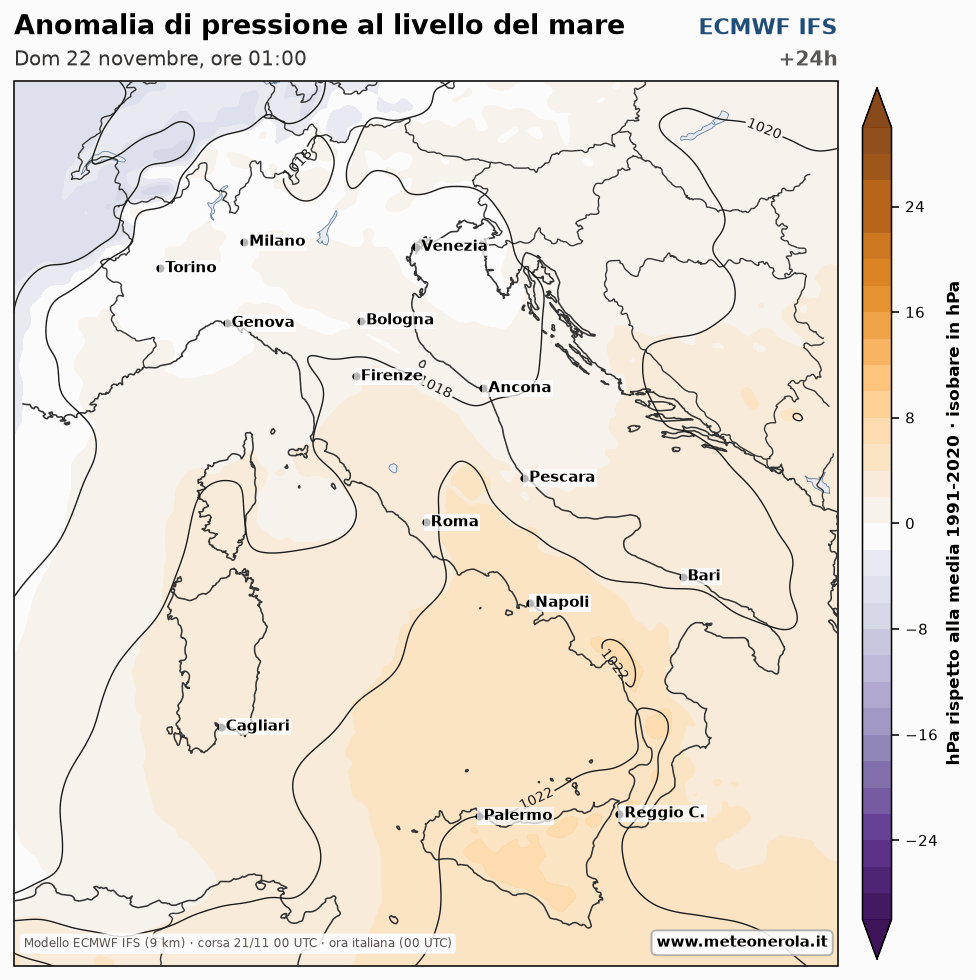 Anomalia di pressione al livello del mare
ECMWF IFS
Dom 22 novembre, ore 01:00
+24h
1020
1018
Milano
Venezia
Torino
Genova
Bologna
Firenze
1018
Ancona
Pescara
Roma
Bari
Napoli
1022
Cagliari
1022
Palermo
Reggio C.
24
16
8
0
−8
−16
−24
hPa rispetto alla media 1991-2020 · isobare in hPa
Modello ECMWF IFS (9 km) · corsa 21/11 00 UTC · ora italiana (00 UTC)
www.meteonerola.it